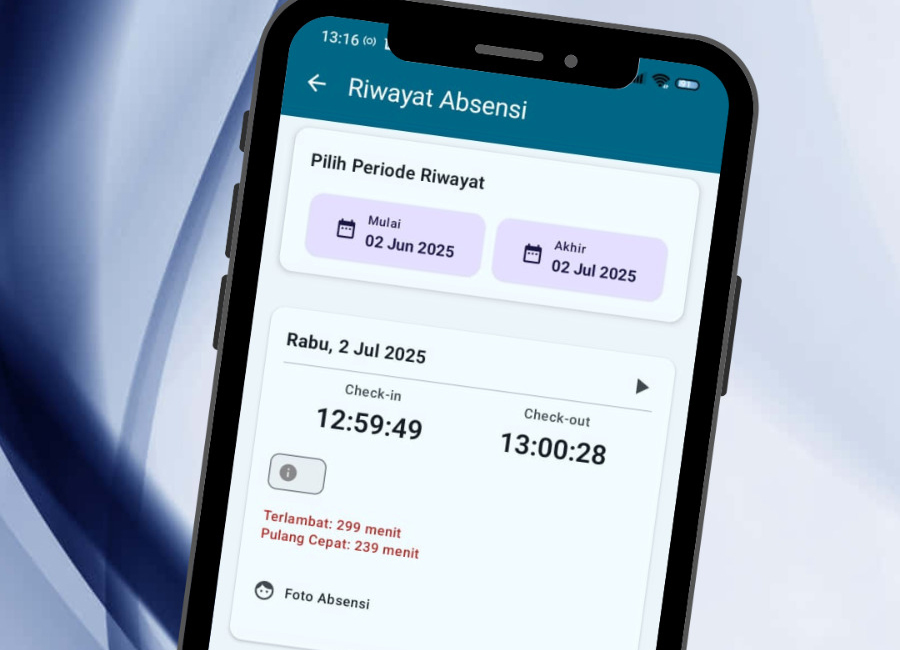 13:16
Riwayat Absensi
Pilih Periode Riwayat
Mulai
02 Jun 2025
Akhir
02 Jul 2025
Rabu, 2 Jul 2025
Check-in
12:59:49
Check-out
13:00:28
Terlambat: 299 menit
Pulang Cepat: 239 menit
Foto Absensi